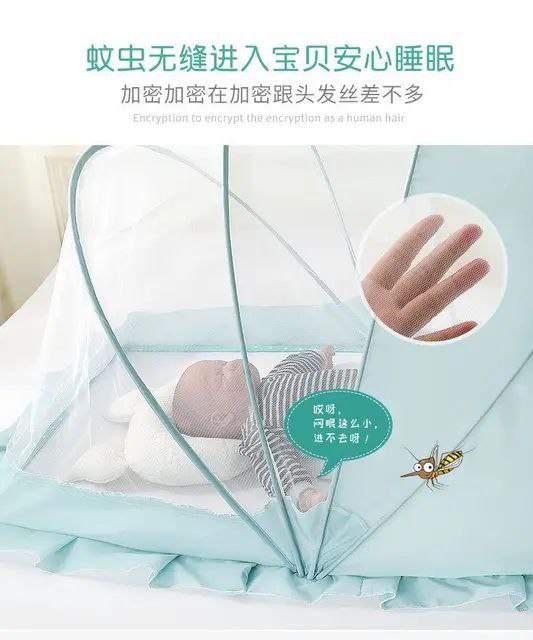 蚊虫无缝进入宝贝安心睡眠
加密加密在加密跟头发丝差不多
Encryption to encrypt the encryption as a human hair
哎呀，
网眼这么小，
进不去呀！